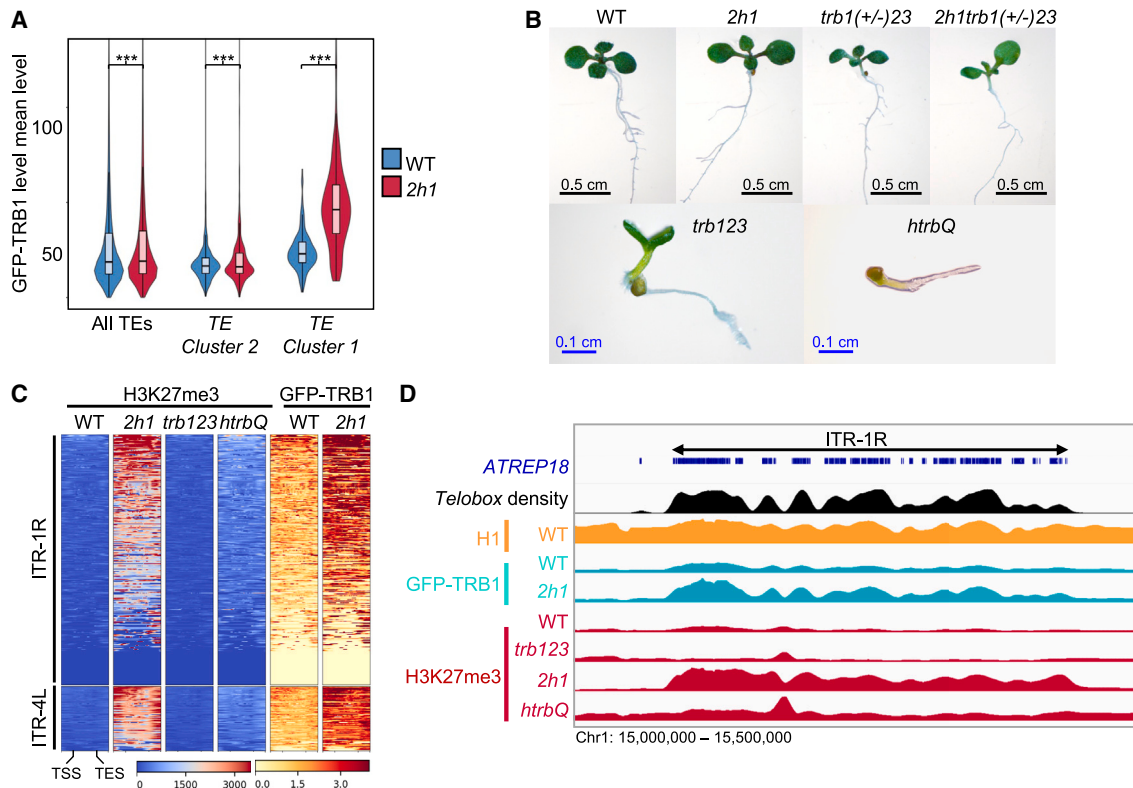 A
GFP-TRB1 level mean level
100
50
***
***
***
WT
2h1
All TEs
TE Cluster 2
TE Cluster 1
B
WT
2h1
trb1(+/-)23
2h1trb1(+/-)23
0.5 cm
0.5 cm
0.5 cm
0.5 cm
trb123
htrbQ
0.1 cm
0.1 cm
C
H3K27me3
GFP-TRB1
WT
2h1
trb123
htrbQ
WT
2h1
ITR-1R
ITR-4L
TSS
TES
0
1500
3000
0.0
1.5
3.0
D
ITR-1R
ATREP18
Telobox density
H1
WT
GFP-TRB1
WT
2h1
H3K27me3
WT
trb123
2h1
htrbQ
Chr1: 15,000,000 – 15,500,000